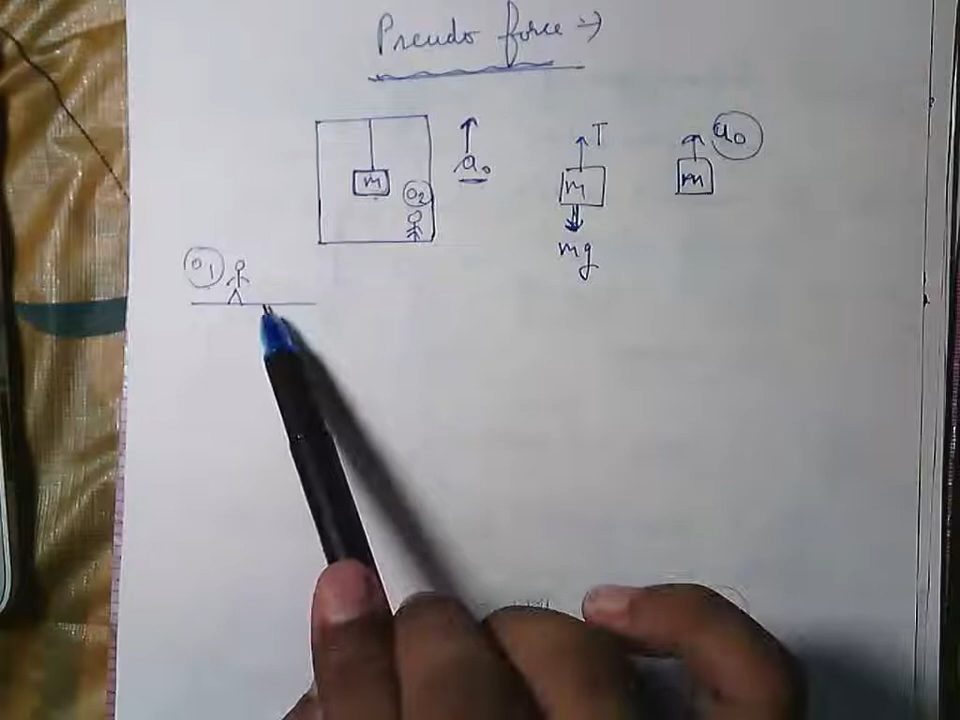 Pseudo force →
m
a₀
O₂
T
m
mg
a₀
m
O₁